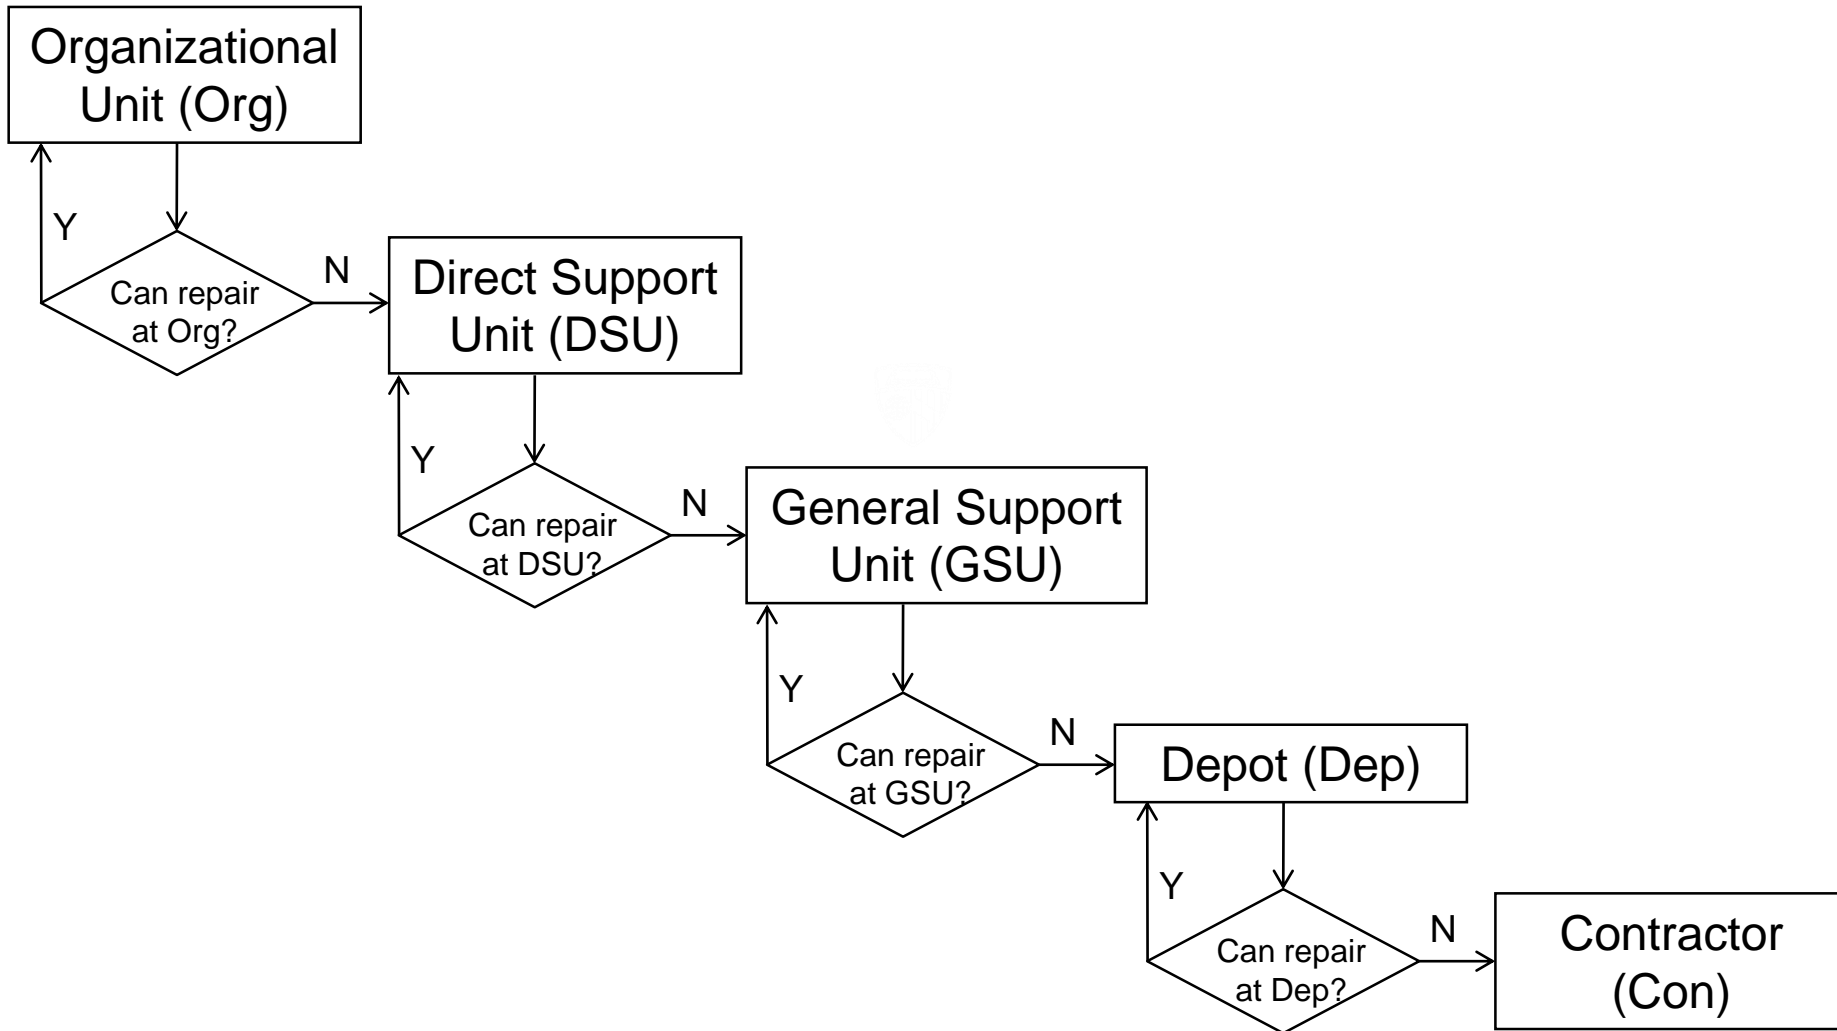 Organizational
Unit (Org)
Y
Can repair
at Org?
N
Direct Support
Unit (DSU)
Y
Can repair
at DSU?
N
General Support
Unit (GSU)
Y
Can repair
at GSU?
N
Depot (Dep)
Y
Can repair
at Dep?
N
Contractor
(Con)